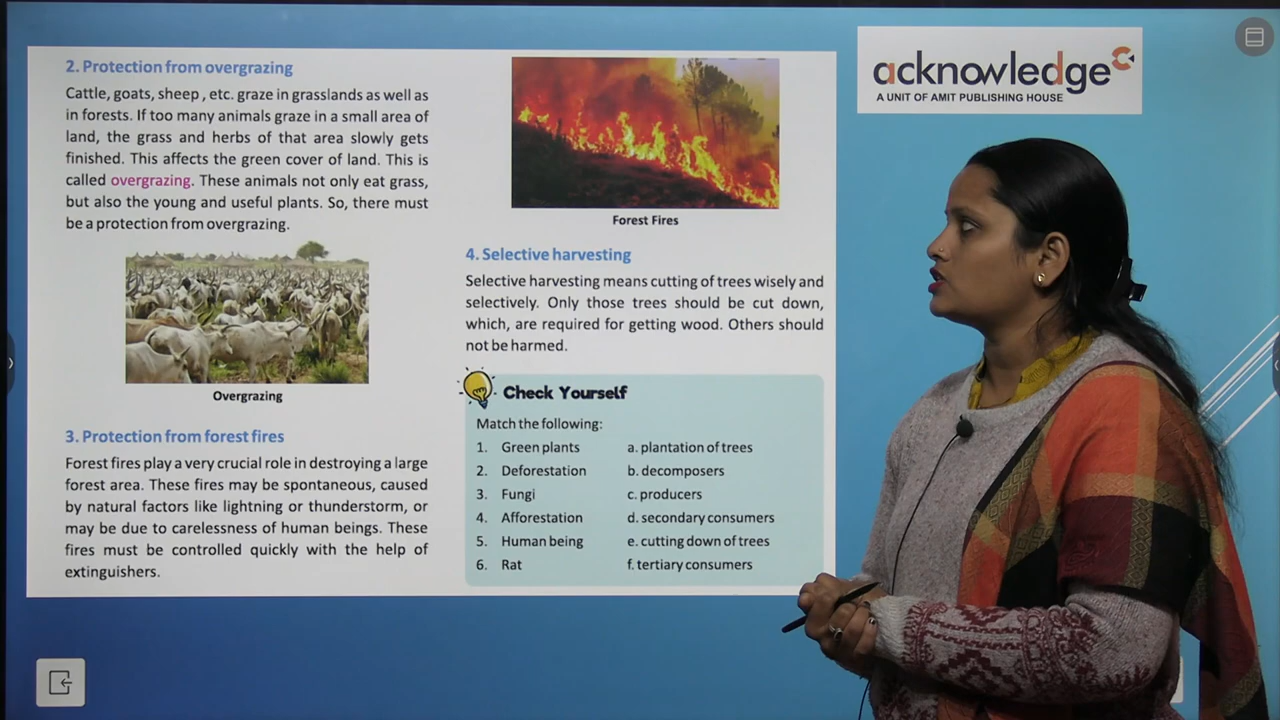 2. Protection from overgrazing
Cattle, goats, sheep , etc. graze in grasslands as well as
in forests. If too many animals graze in a small area of
land, the grass and herbs of that area slowly gets
finished. This affects the green cover of land. This is
called overgrazing. These animals not only eat grass,
but also the young and useful plants. So, there must
be a protection from overgrazing.
Overgrazing
3. Protection from forest fires
Forest fires play a very crucial role in destroying a large
forest area. These fires may be spontaneous, caused
by natural factors like lightning or thunderstorm, or
may be due to carelessness of human beings. These
fires must be controlled quickly with the help of
extinguishers.
Forest Fires
4. Selective harvesting
Selective harvesting means cutting of trees wisely and
selectively. Only those trees should be cut down,
which, are required for getting wood. Others should
not be harmed.
Check Yourself
Match the following:
1. Green plants a. plantation of trees
2. Deforestation b. decomposers
3. Fungi c. producers
4. Afforestation d. secondary consumers
5. Human being e. cutting down of trees
6. Rat f. tertiary consumers
acknowledge
A UNIT OF AMIT PUBLISHING HOUSE